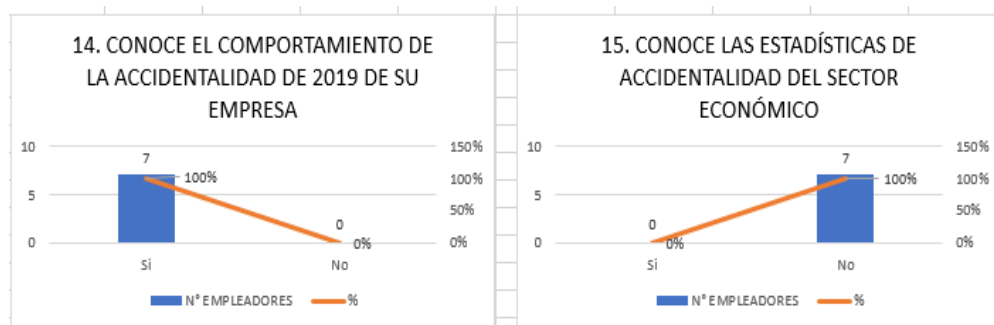 14. CONOCE EL COMPORTAMIENTO DE
LA ACCIDENTALIDAD DE 2019 DE SU
EMPRESA
10
5
0
150%
100%
50%
0%
7
100%
0
0%
Si
No
N° EMPLEADORES
%
15. CONOCE LAS ESTADÍSTICAS DE
ACCIDENTALIDAD DEL SECTOR
ECONÓMICO
10
5
0
150%
100%
50%
0%
0
0%
7
100%
Si
No
N° EMPLEADORES
%